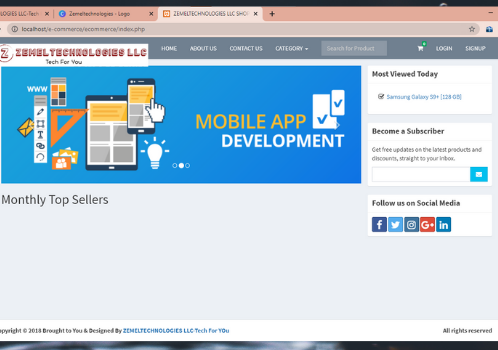 LOGIES LLC-Tech
Zemeltechnologies - Logo
ZEMELTECHNOLOGIES LLC SHO
localhost/e-commerce/ecommerce/index.php
ZEMELTECHNOLOGIES LLC
Tech For You
HOME
ABOUT US
CONTACT US
CATEGORY
Search for Product
0
LOGIN
SIGNUP
WWW
T
MOBILE APP
DEVELOPMENT
Most Viewed Today
Samsung Galaxy S9+ [128 GB]
Become a Subscriber
Get free updates on the latest products and
discounts, straight to your inbox.
Monthly Top Sellers
Follow us on Social Media
f
G+
in
opyright © 2018 Brought to You & Designed By ZEMELTECHNOLOGIES LLC-Tech For YOu
All rights reserved